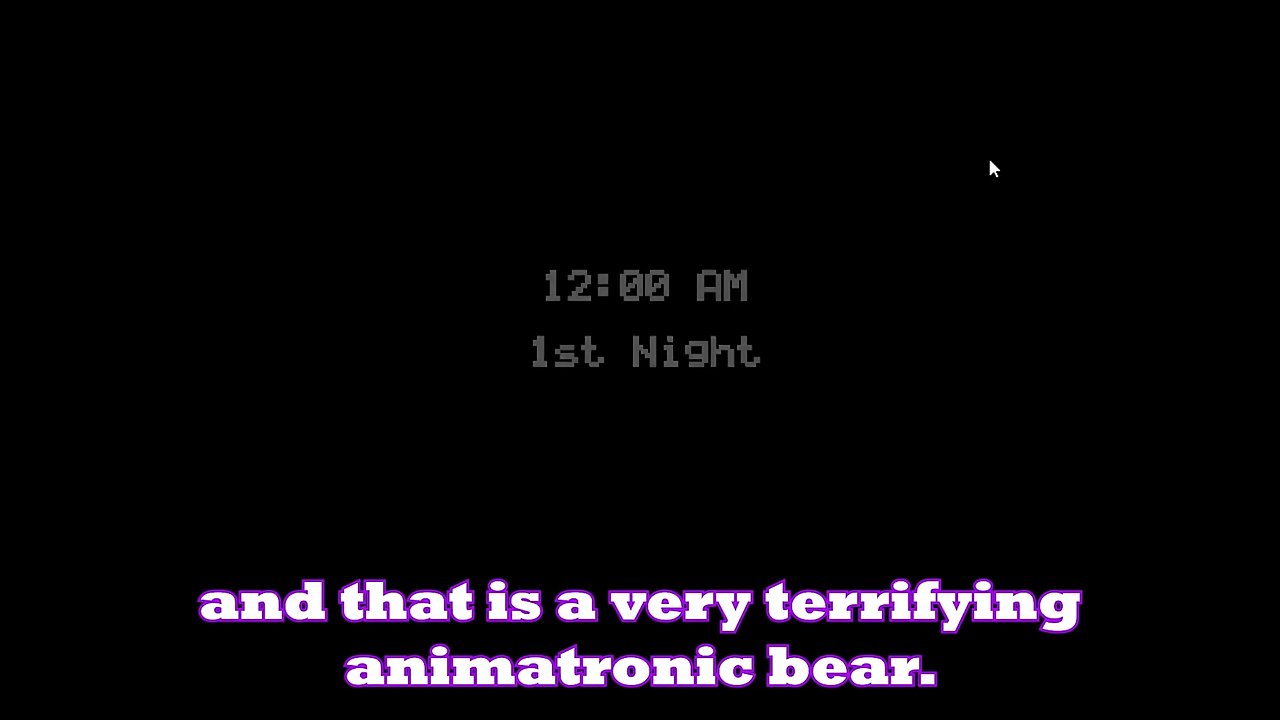 12:00 AM
1st Night
and that is a very terrifying
animatronic bear.